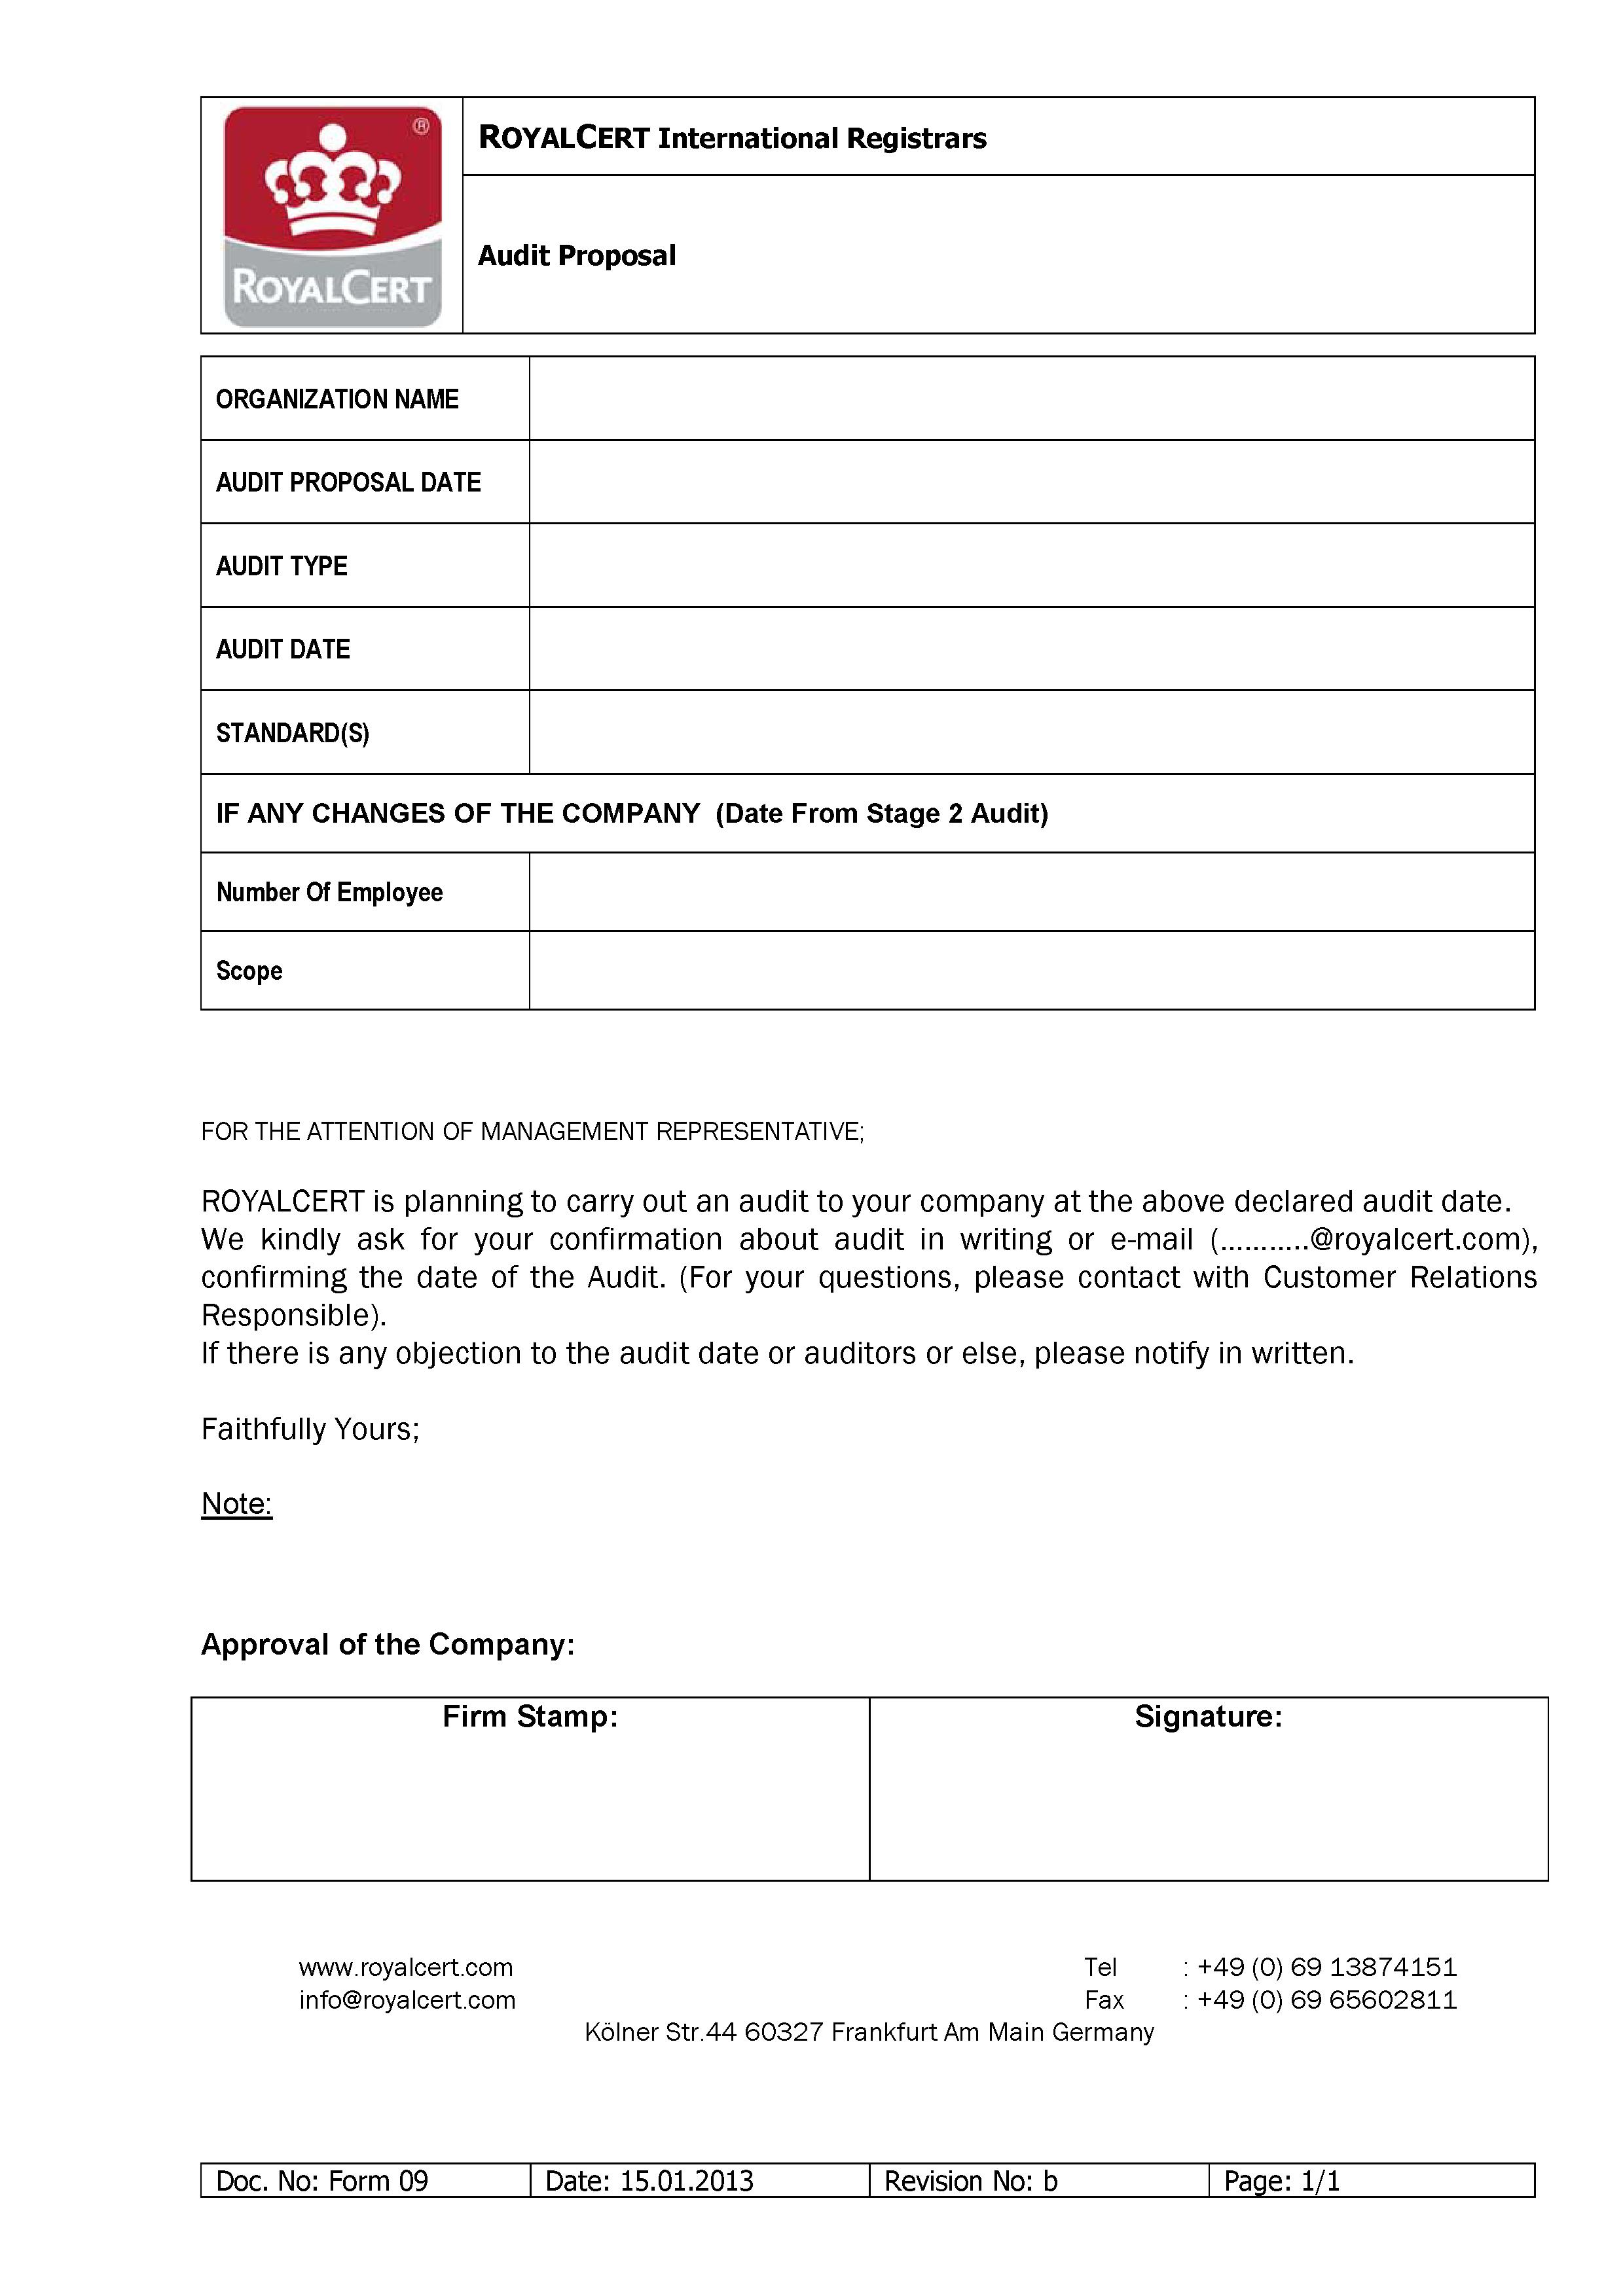 ®
ROYALCERT
ROYALCERT International Registrars
Audit Proposal
ORGANIZATION NAME
AUDIT PROPOSAL DATE
AUDIT TYPE
AUDIT DATE
STANDARD(S)
IF ANY CHANGES OF THE COMPANY (Date From Stage 2 Audit)
Number Of Employee
Scope
FOR THE ATTENTION OF MANAGEMENT REPRESENTATIVE;
ROYALCERT is planning to carry out an audit to your company at the above declared audit date.
We kindly ask for your confirmation about audit in writing or e-mail (...........@royalcert.com),
confirming the date of the Audit. (For your questions, please contact with Customer Relations
Responsible).
If there is any objection to the audit date or auditors or else, please notify in written.
Faithfully Yours;
Note:
Approval of the Company:
Firm Stamp: Signature:
www.royalcert.com Tel : +49 (0) 69 13874151
info@royalcert.com Fax : +49 (0) 69 65602811
Kölner Str.44 60327 Frankfurt Am Main Germany
Doc. No: Form 09 Date: 15.01.2013 Revision No: b Page: 1/1